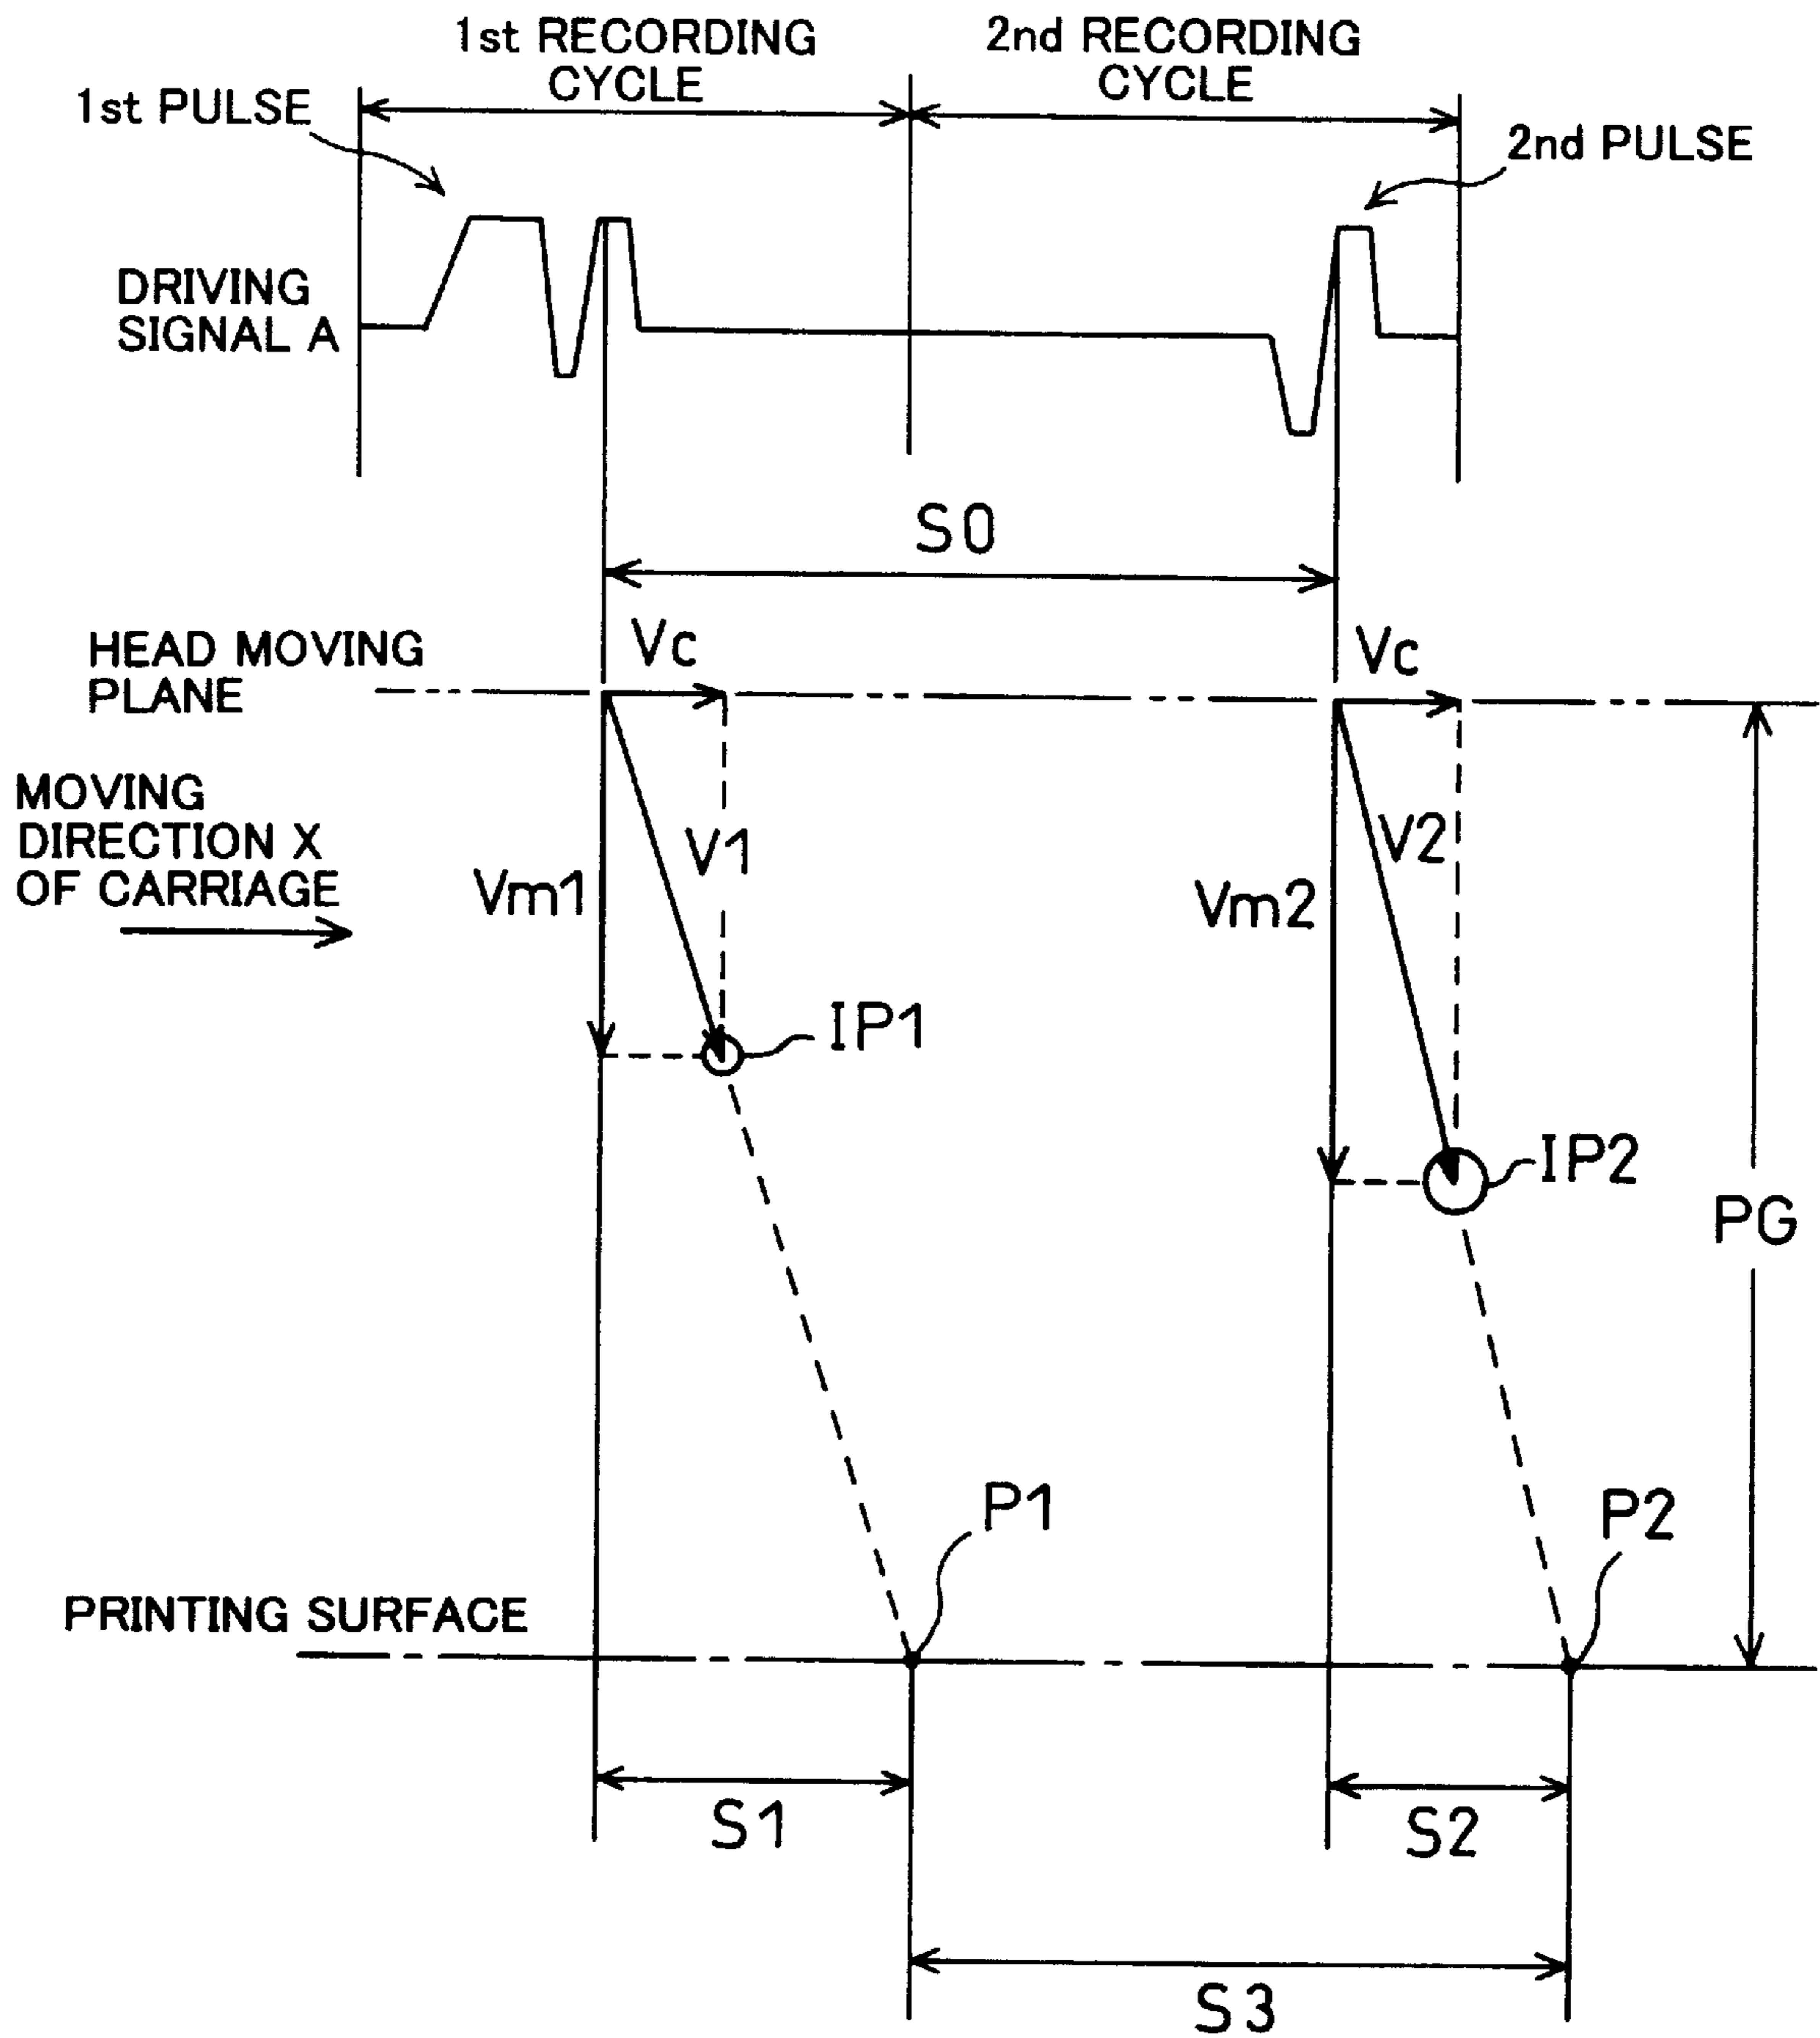 1st RECORDING
CYCLE
2nd RECORDING
CYCLE
1st PULSE
2nd PULSE
DRIVING
SIGNAL A
S0
HEAD MOVING
PLANE
Vc
Vc
MOVING
DIRECTION X
OF CARRIAGE
Vm1
V1
Vm2
V2
IP1
IP2
PG
P1
P2
PRINTING SURFACE
S1
S2
S3